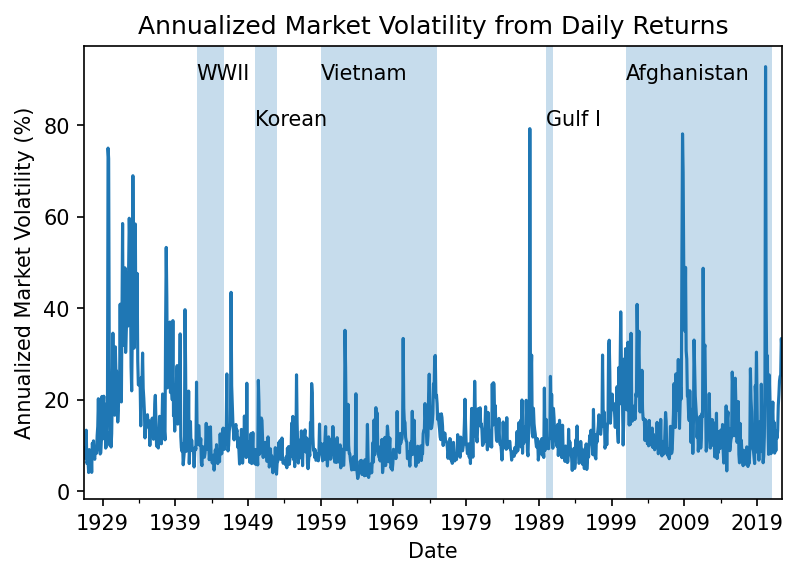 Annualized Market Volatility from Daily Returns
Annualized Market Volatility (%)
80
60
40
20
0
WWII
Vietnam
Afghanistan
Korean
Gulf I
1929 1939 1949 1959 1969 1979 1989 1999 2009 2019
Date